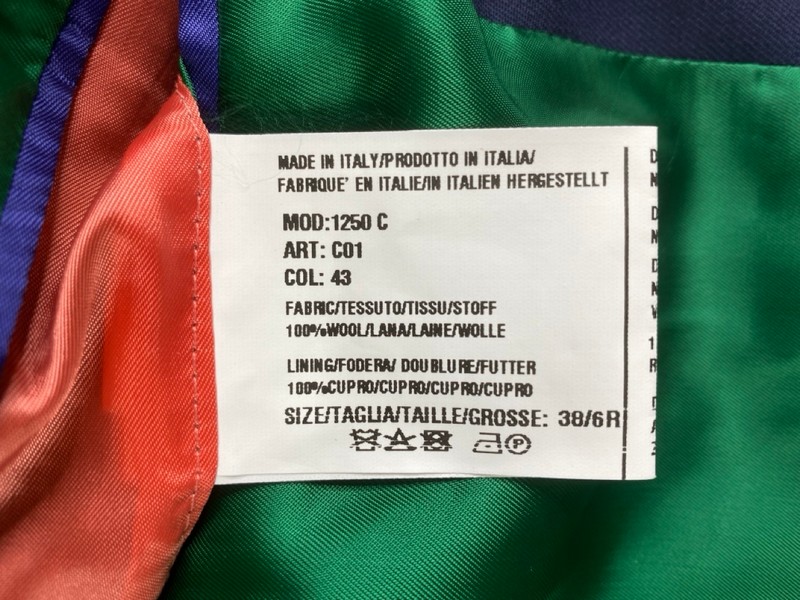 MADE IN ITALY/PRODOTTO IN ITALIA/
FABRIQUE' EN ITALIE/IN ITALIEN HERGESTELLT
MOD:1250 C
ART: C01
COL: 43
FABRIC/TESSUTO/TISSU/STOFF
100%WOOL/LANA/LAINE/WOLLE
LINING/FODERA/ DOUBLURE/FUTTER
100%CUPRO/CUPRO/CUPRO/CUPRO
SIZE/TAGLIA/TAILLE/GROSSE: 38/6R
P